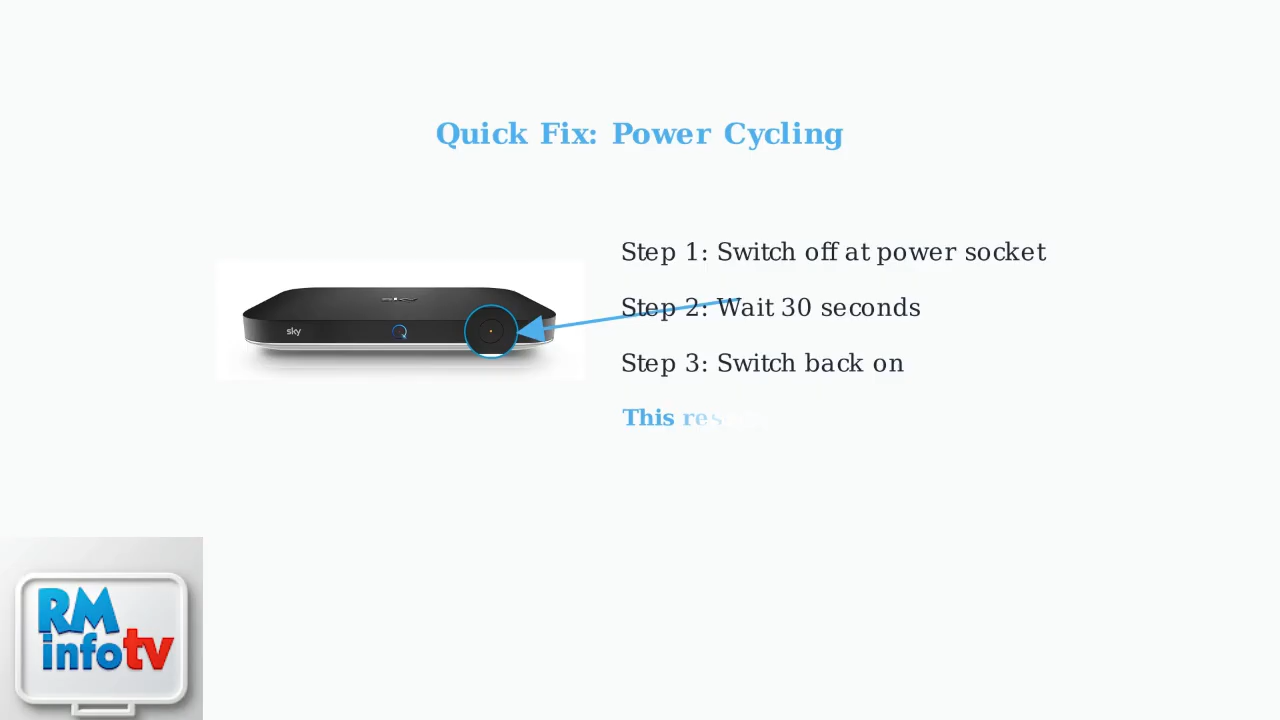 Quick Fix: Power Cycling
Step 1: Switch off at power socket
Step 2: Wait 30 seconds
Step 3: Switch back on
This
sky
sky
RM
infotv